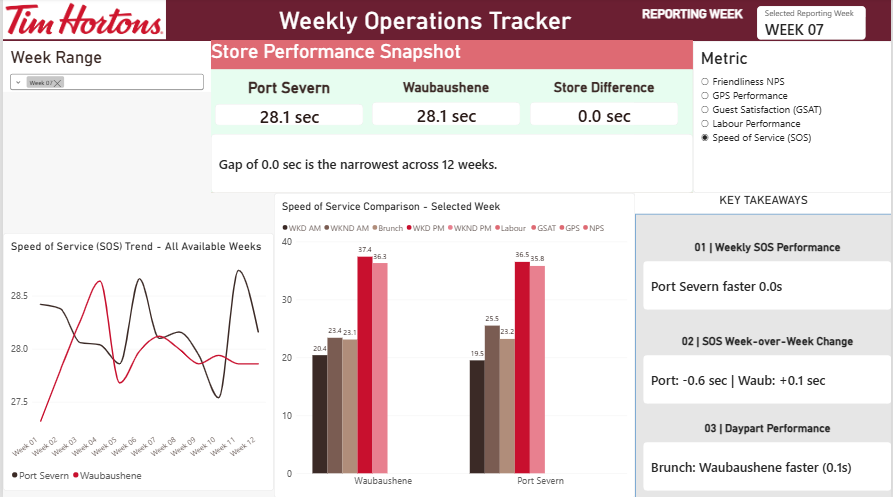 Tim Hortons.
Weekly Operations Tracker
REPORTING WEEK
Selected Reporting Week
WEEK 07
Week Range
Week 07
Store Performance Snapshot
Port Severn
Waubaushene
Store Difference
28.1 sec
28.1 sec
0.0 sec
Gap of 0.0 sec is the narrowest across 12 weeks.
Metric
Friendliness NPS
GPS Performance
Guest Satisfaction (GSAT)
Labour Performance
Speed of Service (SOS)
Speed of Service (SOS) Trend - All Available Weeks
28.5
28.0
27.5
Week 01
Week 02
Week 03
Week 04
Week 05
Week 06
Week 07
Week 08
Week 09
Week 10
Week 11
Week 12
Port Severn
Waubaushene
Speed of Service Comparison - Selected Week
WKD AM
WKND AM
Brunch
WKD PM
WKND PM
Labour
GSAT
GPS
NPS
40
30
20
10
0
20.4
23.4
23.1
37.4
36.3
19.5
25.5
23.2
36.5
35.8
Waubaushene
Port Severn
KEY TAKEAWAYS
01 | Weekly SOS Performance
Port Severn faster 0.0s
02 | SOS Week-over-Week Change
Port: -0.6 sec | Waub: +0.1 sec
03 | Daypart Performance
Brunch: Waubaushene faster (0.1s)